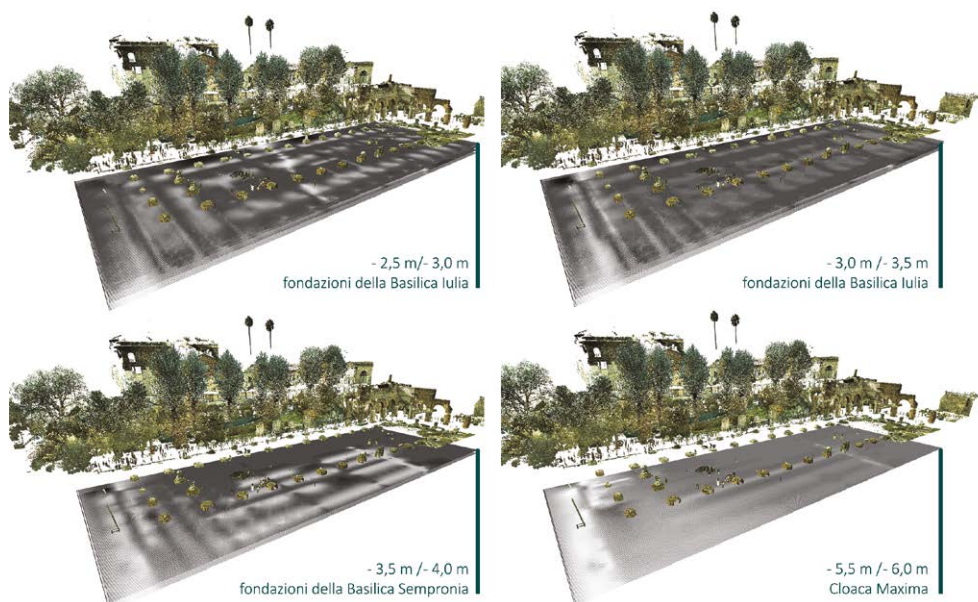 - 2,5 m/- 3,0 m
fondazioni della Basilica Iulia
- 3,0 m /- 3,5 m
fondazioni della Basilica Iulia
- 3,5 m/- 4,0 m
fondazioni della Basilica Sempronia
- 5,5 m /- 6,0 m
Cloaca Maxima